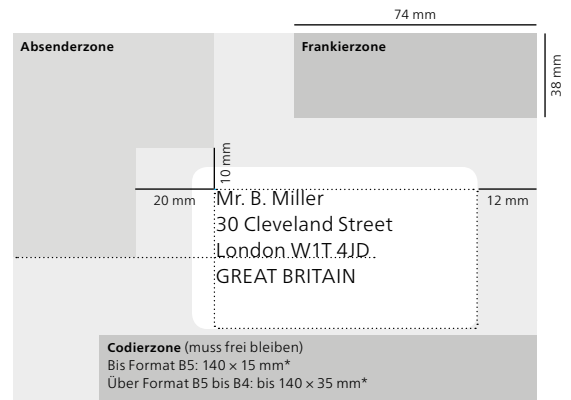 74 mm
Absenderzone
Frankierzone
38 mm
10 mm
20 mm
12 mm
Mr. B. Miller
30 Cleveland Street
London W1T 4JD
GREAT BRITAIN
Codierzone (muss frei bleiben)
Bis Format B5: 140 × 15 mm*
Über Format B5 bis B4: bis 140 × 35 mm*